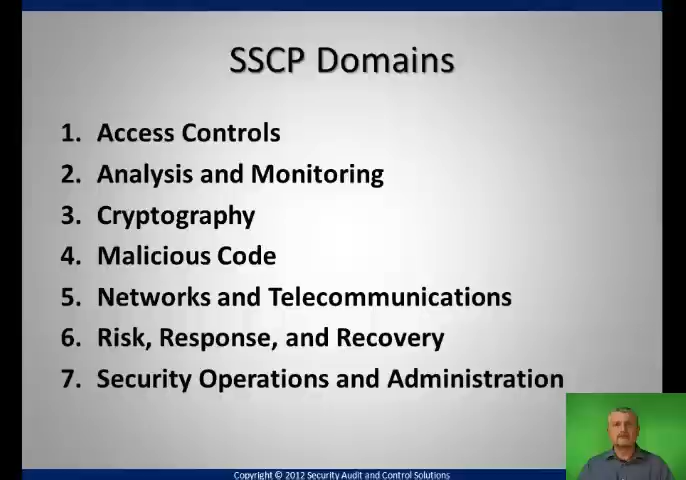 SSCP Domains
1. Access Controls
2. Analysis and Monitoring
3. Cryptography
4. Malicious Code
5. Networks and Telecommunications
6. Risk, Response, and Recovery
7. Security Operations and Administration
Copyright © 2012 Security Audit and Control Solutions